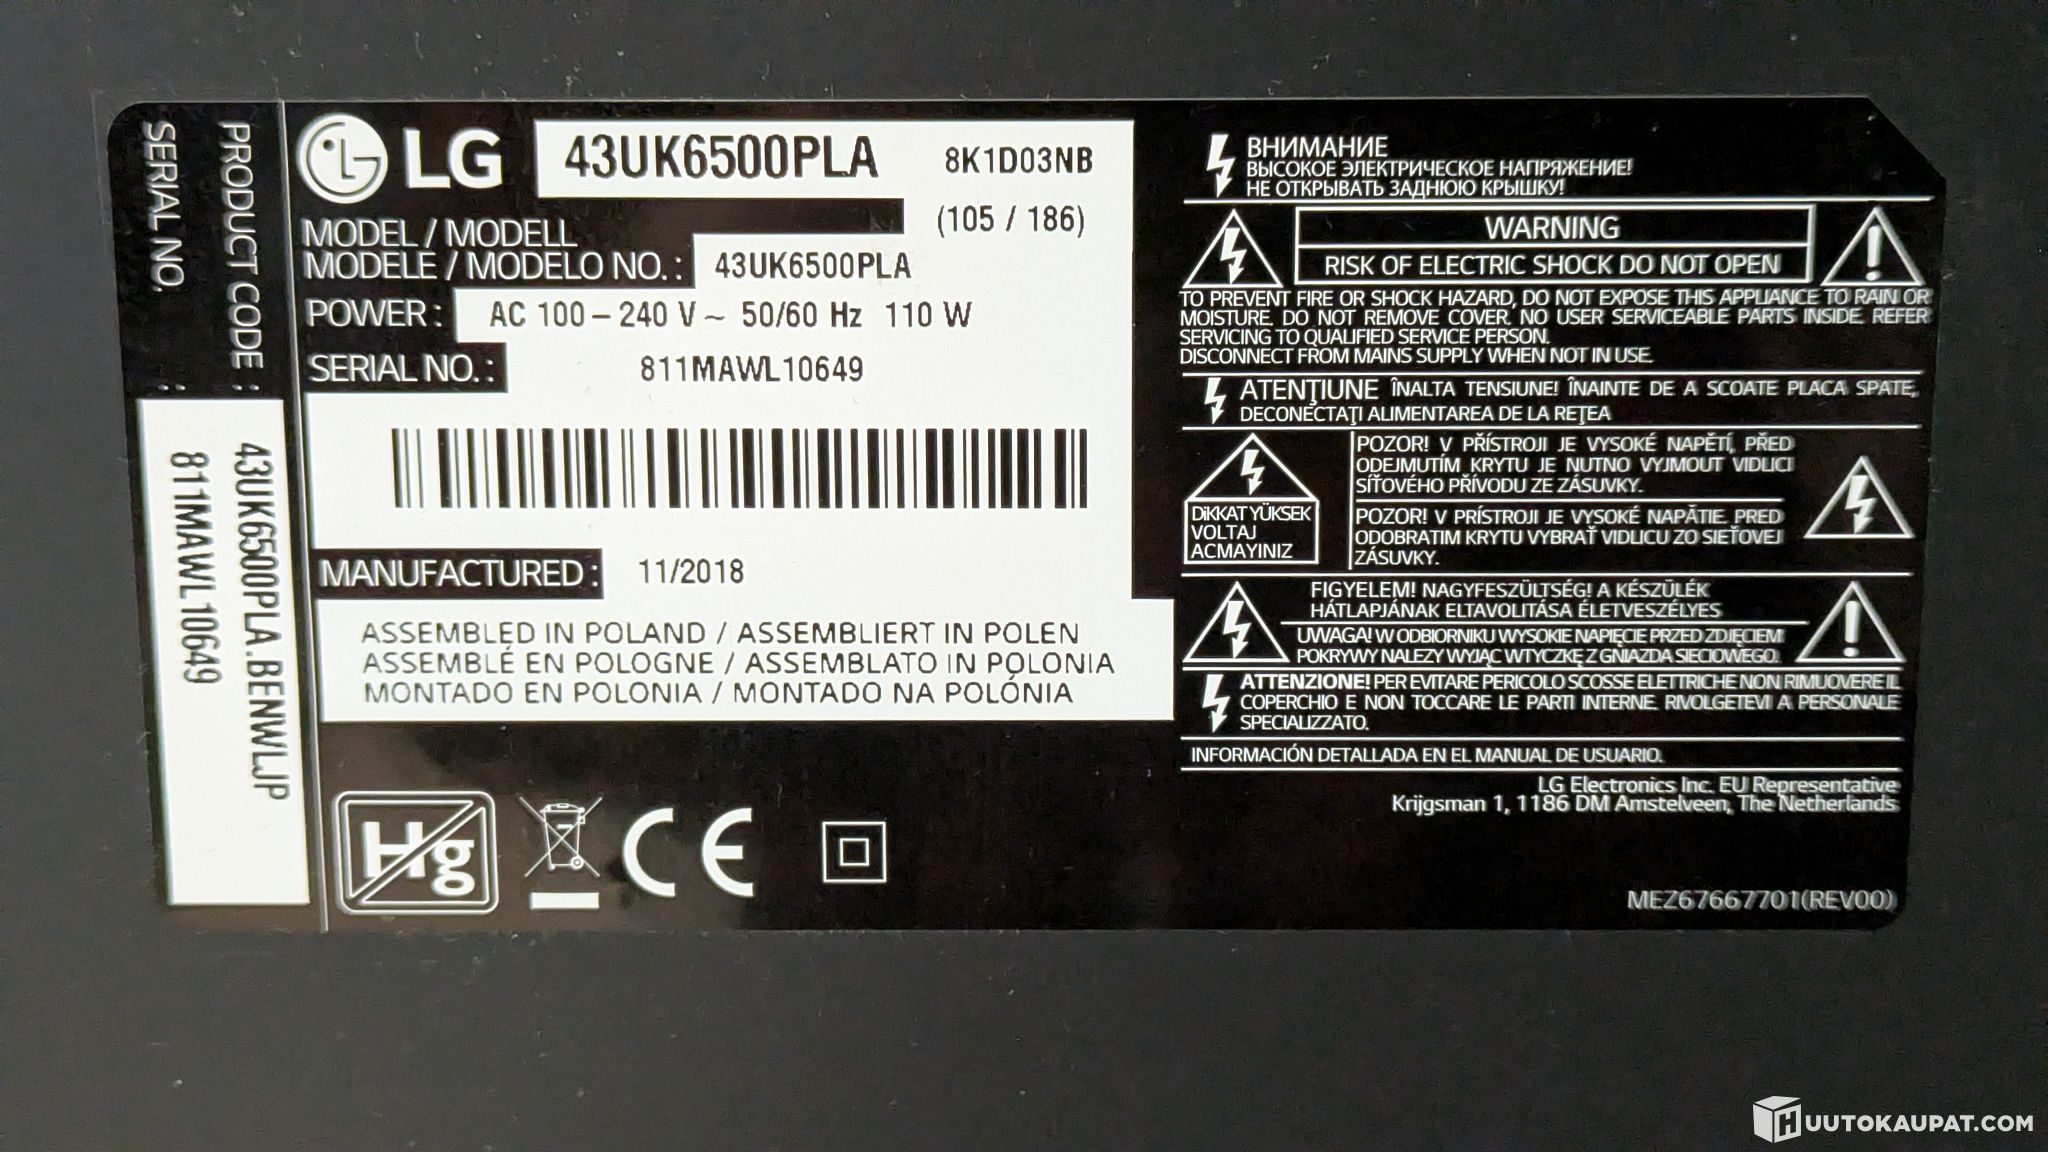 PRODUCT CODE : 43UK6500PLA.BENWLJP
SERIAL NO. : 811MAWL10649
LG 43UK6500PLA 8K1D03NB
(105 / 186)
MODEL / MODELL
MODELE / MODELO NO. : 43UK6500PLA
POWER : AC 100 – 240 V ~ 50/60 Hz 110 W
SERIAL NO. : 811MAWL10649
MANUFACTURED : 11/2018
ASSEMBLED IN POLAND / ASSEMBLIERT IN POLEN
ASSEMBLÉ EN POLOGNE / ASSEMBLATO IN POLONIA
MONTADO EN POLONIA / MONTADO NA POLÓNIA
Hg
CE
ВНИМАНИЕ
ВЫСОКОЕ ЭЛЕКТРИЧЕСКОЕ НАПРЯЖЕНИЕ!
НЕ ОТКРЫВАТЬ ЗАДНЮЮ КРЫШКУ!
WARNING
RISK OF ELECTRIC SHOCK DO NOT OPEN
TO PREVENT FIRE OR SHOCK HAZARD, DO NOT EXPOSE THIS APPLIANCE TO RAIN OR
MOISTURE. DO NOT REMOVE COVER. NO USER SERVICEABLE PARTS INSIDE. REFER
SERVICING TO QUALIFIED SERVICE PERSON.
DISCONNECT FROM MAINS SUPPLY WHEN NOT IN USE.
ATENŢIUNE ÎNALTA TENSIUNE! ÎNAINTE DE A SCOATE PLACA SPATE,
DECONECTAŢI ALIMENTAREA DE LA REŢEA
DiKKAT YÜKSEK
VOLTAJ
ACMAYINIZ
POZOR! V PŘÍSTROJI JE VYSOKÉ NAPĚTÍ, PŘED
ODEJMUTÍM KRYTU JE NUTNO VYJMOUT VIDLICI
SÍŤOVÉHO PŘÍVODU ZE ZÁSUVKY.
POZOR! V PRÍSTROJI JE VYSOKÉ NAPÄTIE. PRED
ODOBRATIM KRYTU VYBRAŤ VIDLICU ZO SIEŤOVEJ
ZÁSUVKY.
FIGYELEM! NAGYFESZÜLTSÉG! A KÉSZÜLÉK
HÁTLAPJÁNAK ELTAVOLITÁSA ÉLETVESZÉLYES
UWAGA! W ODBIORNIKU WYSOKIE NAPIĘCIE PRZED ZDJĘCIEM
POKRYWY NALEZY WYJĄC WTYCZKĘ Z GNIAZDA SIECIOWEGO.
ATTENZIONE! PER EVITARE PERICOLO SCOSSE ELETTRICHE NON RIMUOVERE IL
COPERCHIO E NON TOCCARE LE PARTI INTERNE. RIVOLGETEVI A PERSONALE
SPECIALIZZATO.
INFORMACIÓN DETALLADA EN EL MANUAL DE USUARIO.
LG Electronics Inc. EU Representative
Krijgsman 1, 1186 DM Amstelveen, The Netherlands
MEZ67667701(REV00)
HUUTOKAUPAT.COM